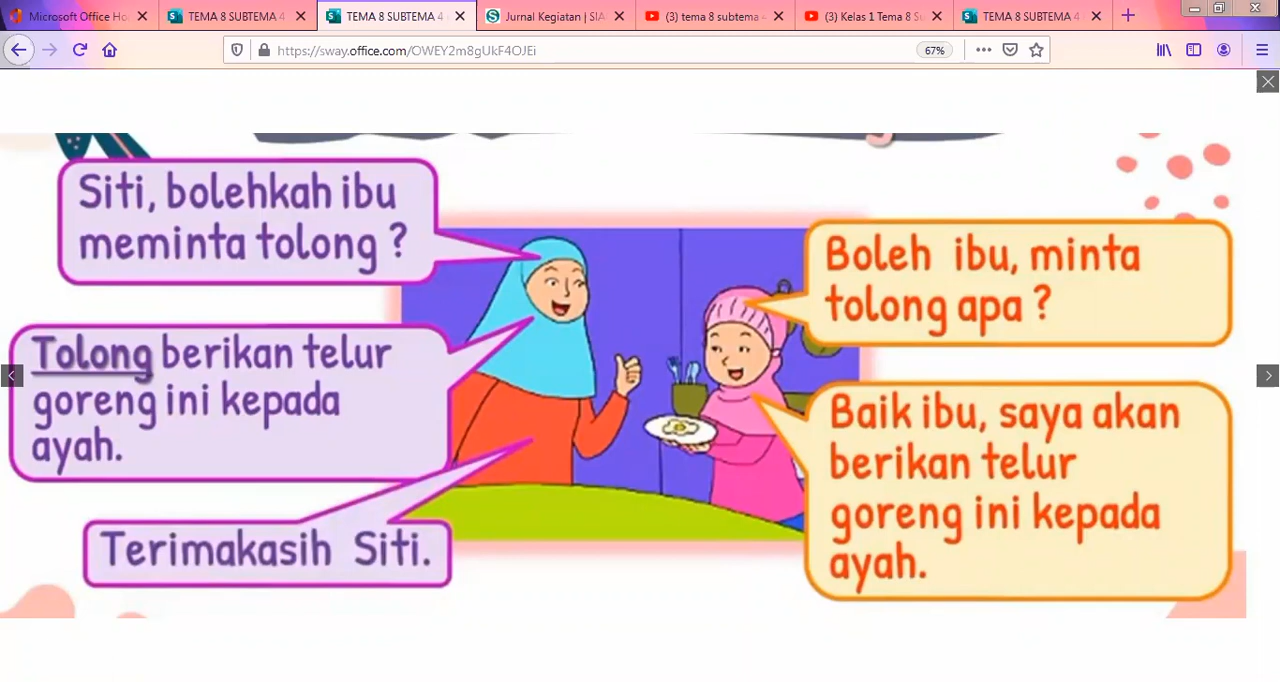 Microsoft Office Ho
TEMA 8 SUBTEMA 4
TEMA 8 SUBTEMA 4
Jurnal Kegiatan | SIA
(3) tema 8 subtema
(3) Kelas 1 Tema 8 S
TEMA 8 SUBTEMA 4
https://sway.office.com/OWEY2m8gUkF4OJEi
67%
Siti, bolehkah ibu
meminta tolong ?
Boleh ibu, minta
tolong apa ?
Tolong berikan telur
goreng ini kepada
ayah.
Baik ibu, saya akan
berikan telur
goreng ini kepada
ayah.
Terimakasih Siti.